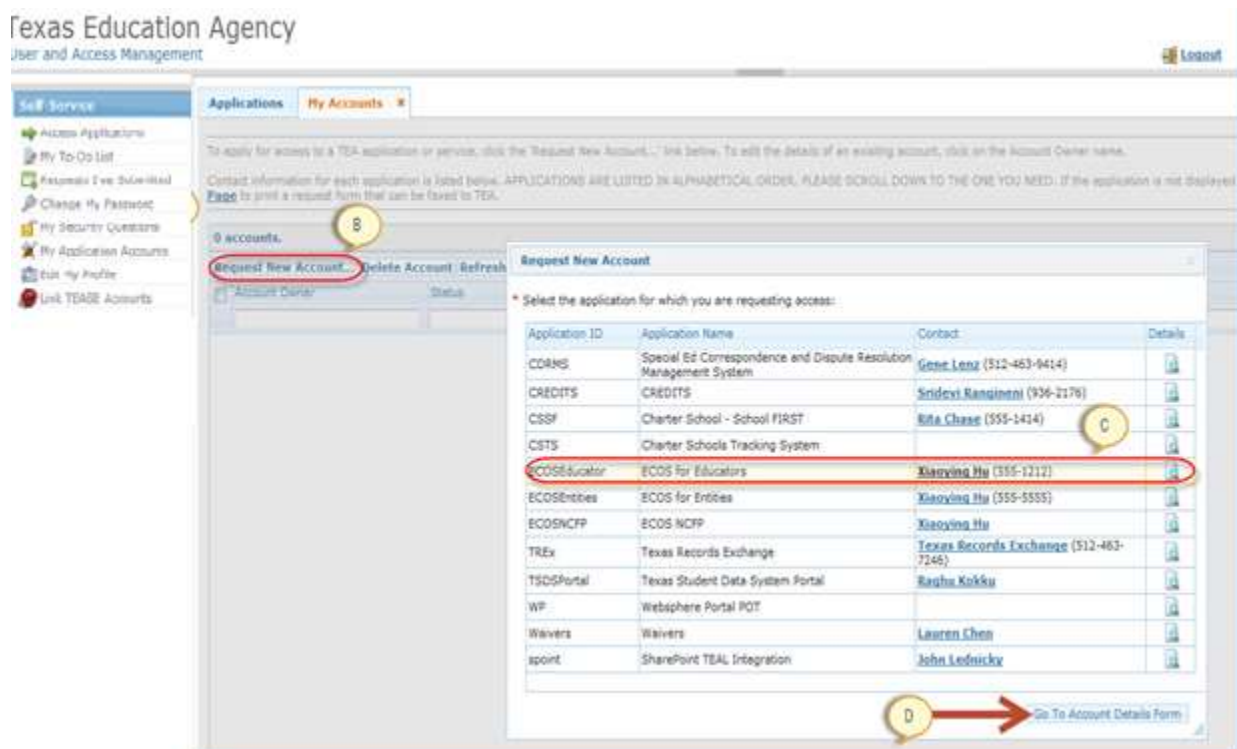 Texas Education Agency
User and Access Management
Logout
Self Service
Access Applications
My To-Do List
Requests I've Submitted
Change My Password
My Security Questions
My Application Accounts
Edit My Profile
Link TEASE Accounts
Applications My Accounts x
To apply for access to a TEA application or service, click the 'Request New Account...' link below. To edit the details of an existing account, click on the Account Owner name.
Contact information for each application is listed below. APPLICATIONS ARE LISTED IN ALPHABETICAL ORDER, PLEASE SCROLL DOWN TO THE ONE YOU NEED. If the application is not displayed
Page to print a request form that can be faxed to TEA.
B
0 accounts.
Request New Account... Delete Account Refresh
Account Owner Status
Request New Account
* Select the application for which you are requesting access:
Application ID Application Name Contact Details
CDRMS Special Ed Correspondence and Dispute Resolution Management System Gene Lenz (512-463-9414)
CREDITS CREDITS Sridevi Rangineni (936-2176)
CSSF Charter School - School FIRST Rita Chase (555-1414)
C
CSTS Charter Schools Tracking System
ECOSEducator ECOS for Educators Xiaoying Hu (555-1212)
ECOSEntities ECOS for Entities Xiaoying Hu (555-5555)
ECOSNCFP ECOS NCFP Xiaoying Hu
TREx Texas Records Exchange Texas Records Exchange (512-463-7246)
TSDSPortal Texas Student Data System Portal Raghu Kokku
WP Websphere Portal POT
Waivers Waivers Lauren Chen
spoint SharePoint TEAL Integration John Lednicky
D
Go To Account Details Form